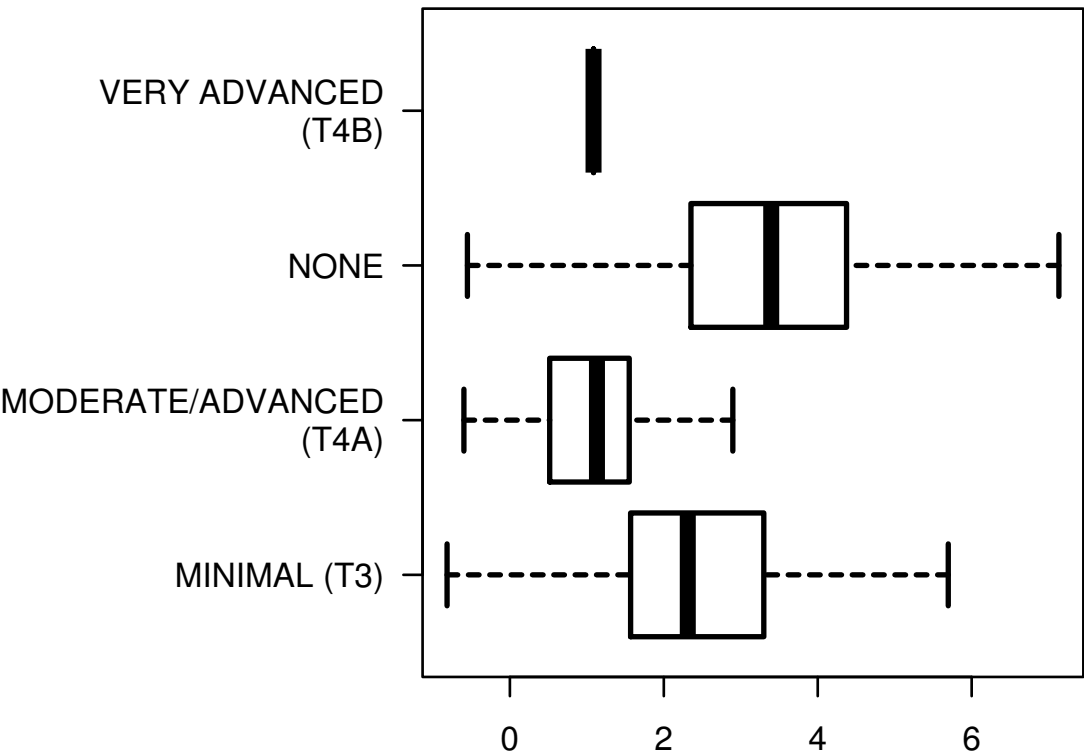 VERY ADVANCED
(T4B)
NONE
MODERATE/ADVANCED
(T4A)
MINIMAL (T3)
0 2 4 6